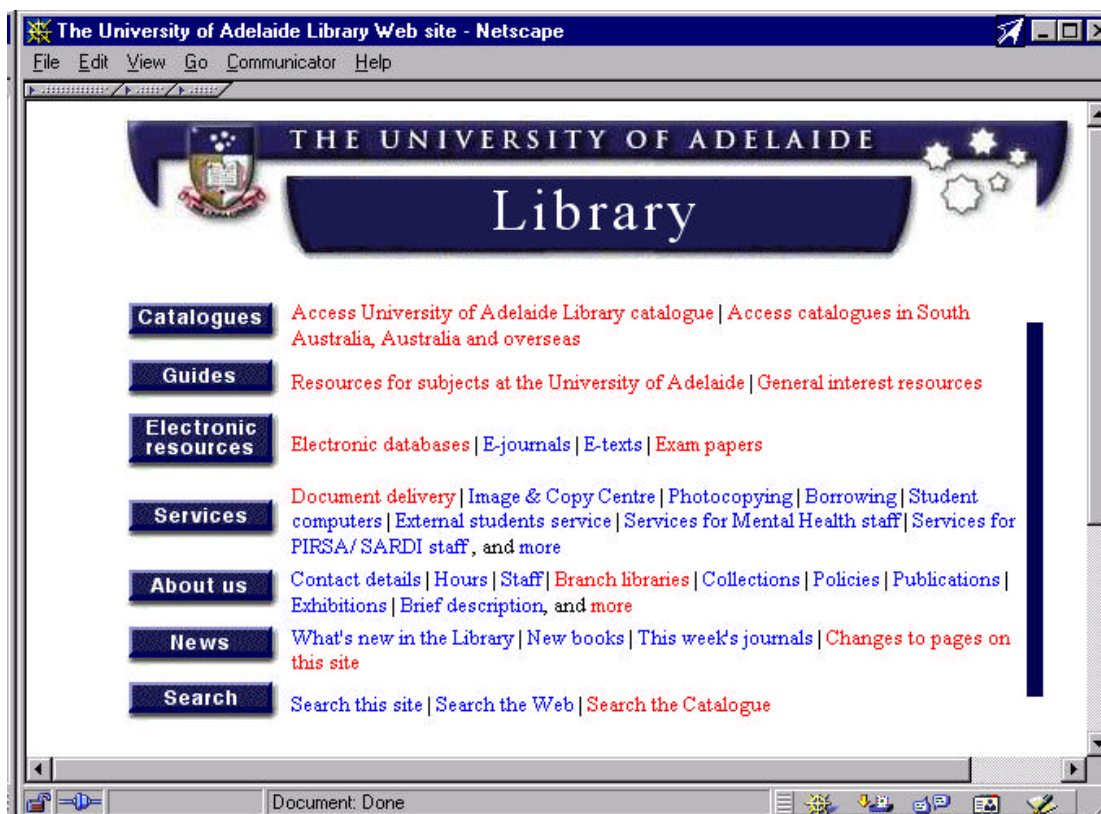 The University of Adelaide Library Web site - Netscape
File Edit View Go Communicator Help
THE UNIVERSITY OF ADELAIDE
Library
Catalogues
Access University of Adelaide Library catalogue | Access catalogues in South
Australia, Australia and overseas
Guides
Resources for subjects at the University of Adelaide | General interest resources
Electronic
resources
Electronic databases | E-journals | E-texts | Exam papers
Services
Document delivery | Image & Copy Centre | Photocopying | Borrowing | Student
computers | External students service | Services for Mental Health staff | Services for
PIRSA/ SARDI staff , and more
About us
Contact details | Hours | Staff | Branch libraries | Collections | Policies | Publications |
Exhibitions | Brief description, and more
News
What's new in the Library | New books | This week's journals | Changes to pages on
this site
Search
Search this site | Search the Web | Search the Catalogue
Document: Done